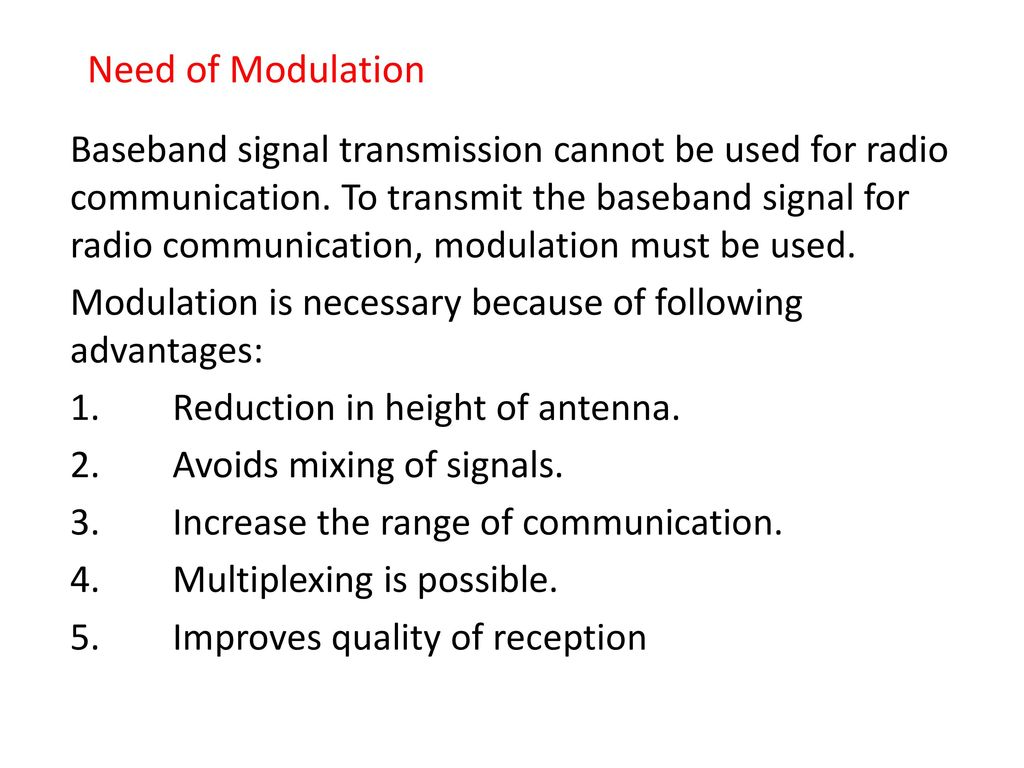 Need of Modulation
Baseband signal transmission cannot be used for radio
communication. To transmit the baseband signal for
radio communication, modulation must be used.
Modulation is necessary because of following
advantages:
1. Reduction in height of antenna.
2. Avoids mixing of signals.
3. Increase the range of communication.
4. Multiplexing is possible.
5. Improves quality of reception